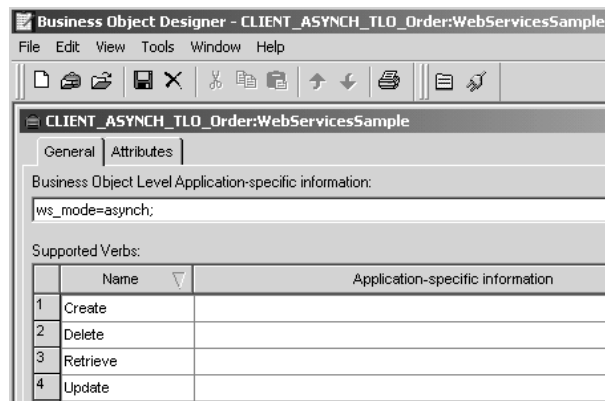 Business Object Designer - CLIENT_ASYNCH_TLO_Order:WebServicesSample
File Edit View Tools Window Help
CLIENT_ASYNCH_TLO_Order:WebServicesSample
General Attributes
Business Object Level Application-specific information:
ws_mode=asynch;
Supported Verbs:
Name Application-specific information
1 Create
2 Delete
3 Retrieve
4 Update